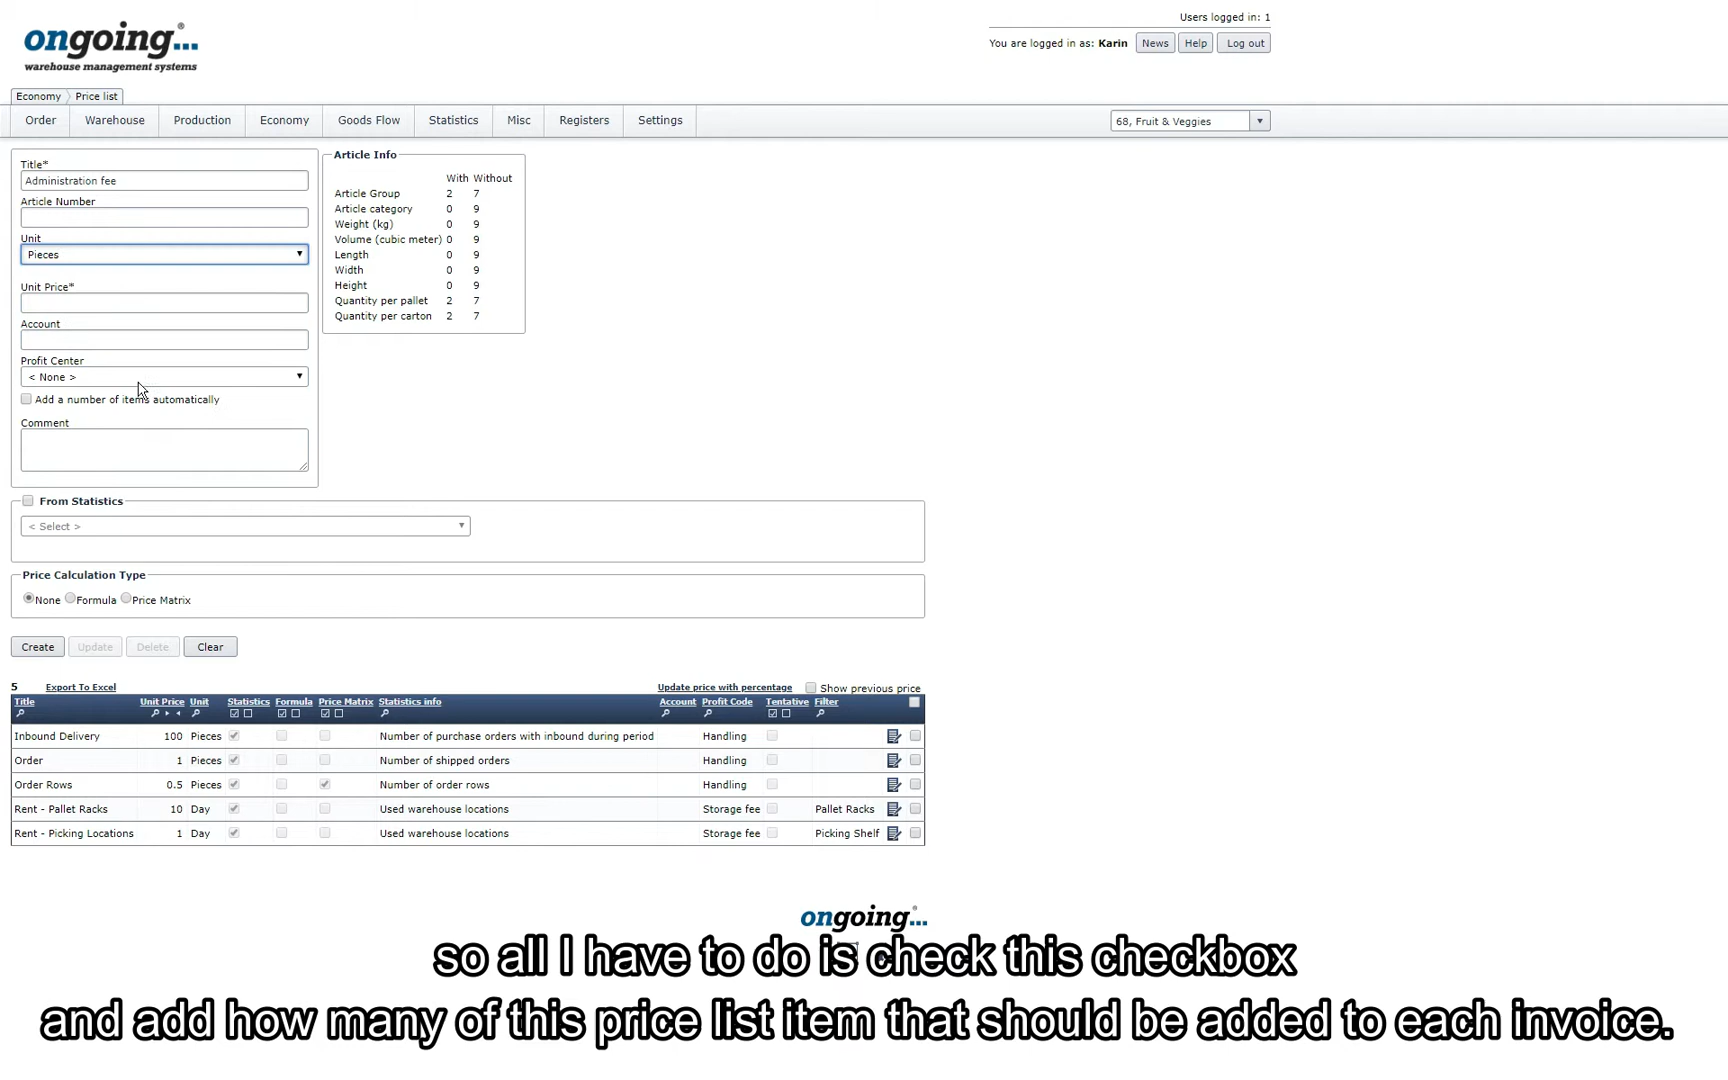 Users logged in: 1
ongoing...®
warehouse management systems
You are logged in as: Karin News Help Log out
Economy Price list
Order Warehouse Production Economy Goods Flow Statistics Misc Registers Settings 68, Fruit & Veggies
Title*
Administration fee
Article Number
Unit
Pieces
Unit Price*
Account
Profit Center
< None >
Add a number of items automatically
Comment
Article Info
With Without
Article Group 2 7
Article category 0 9
Weight (kg) 0 9
Volume (cubic meter) 0 9
Length 0 9
Width 0 9
Height 0 9
Quantity per pallet 2 7
Quantity per carton 2 7
From Statistics
< Select >
Price Calculation Type
None Formula Price Matrix
Create Update Delete Clear
5 Export To Excel Update price with percentage Show previous price
Title Unit Price Unit Statistics Formula Price Matrix Statistics info Account Profit Code Tentative Filter
Inbound Delivery 100 Pieces Number of purchase orders with inbound during period Handling
Order 1 Pieces Number of shipped orders Handling
Order Rows 0.5 Pieces Number of order rows Handling
Rent - Pallet Racks 10 Day Used warehouse locations Storage fee Pallet Racks
Rent - Picking Locations 1 Day Used warehouse locations Storage fee Picking Shelf
ongoing...®
so all I have to do is check this checkbox
and add how many of this price list item that should be added to each invoice.